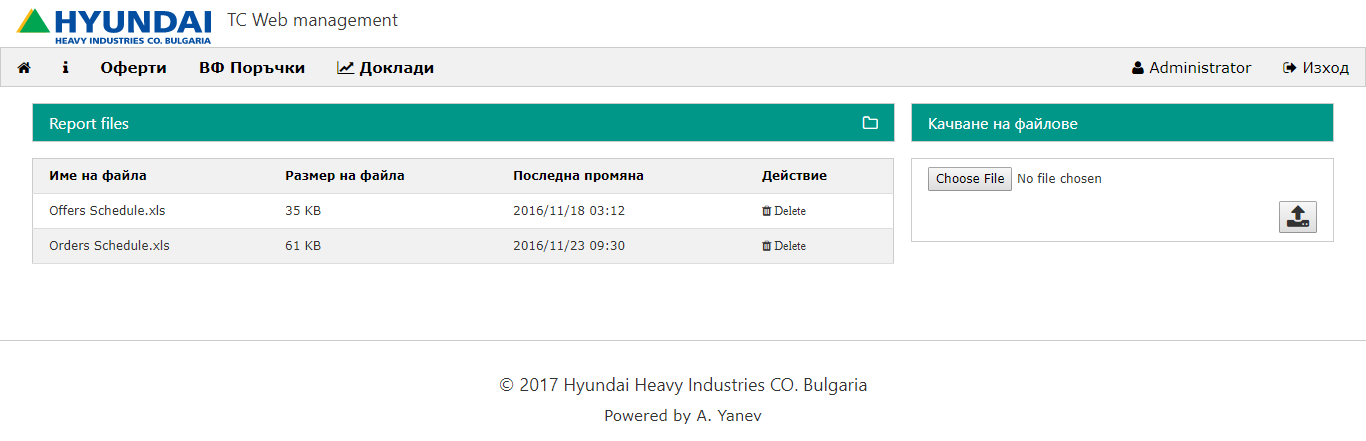 HYUNDAI
HEAVY INDUSTRIES CO. BULGARIA
TC Web management
Оферти ВФ Поръчки Доклади Administrator Изход
Report files
Име на файла Размер на файла Последна промяна Действие
Offers Schedule.xls 35 KB 2016/11/18 03:12 Delete
Orders Schedule.xls 61 KB 2016/11/23 09:30 Delete
Качване на файлове
Choose File No file chosen
© 2017 Hyundai Heavy Industries CO. Bulgaria
Powered by A. Yanev